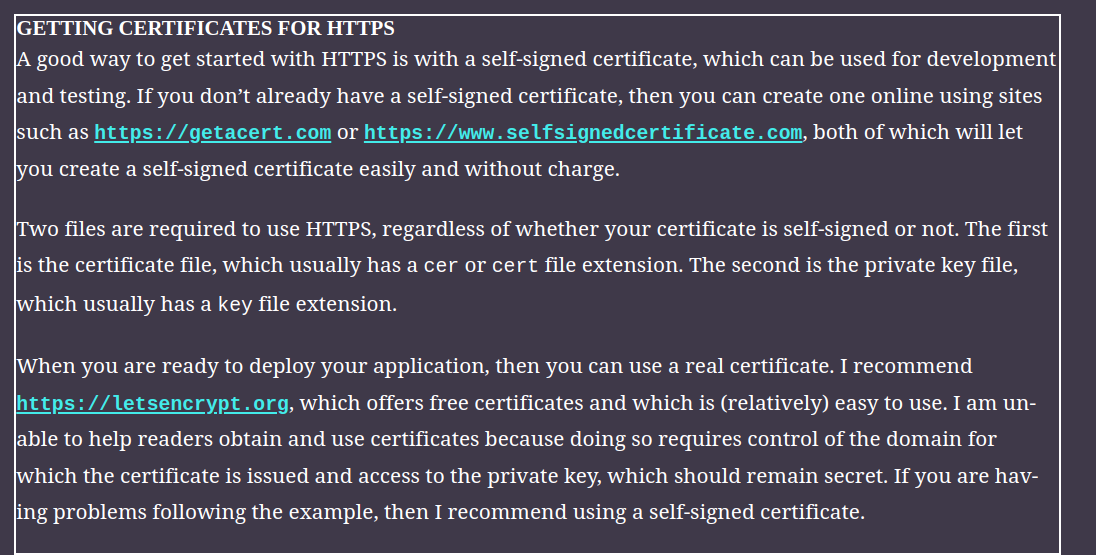 GETTING CERTIFICATES FOR HTTPS
A good way to get started with HTTPS is with a self-signed certificate, which can be used for development
and testing. If you don’t already have a self-signed certificate, then you can create one online using sites
such as https://getacert.com or https://www.selfsignedcertificate.com, both of which will let
you create a self-signed certificate easily and without charge.
Two files are required to use HTTPS, regardless of whether your certificate is self-signed or not. The first
is the certificate file, which usually has a cer or cert file extension. The second is the private key file,
which usually has a key file extension.
When you are ready to deploy your application, then you can use a real certificate. I recommend
https://letsencrypt.org, which offers free certificates and which is (relatively) easy to use. I am un-
able to help readers obtain and use certificates because doing so requires control of the domain for
which the certificate is issued and access to the private key, which should remain secret. If you are hav-
ing problems following the example, then I recommend using a self-signed certificate.